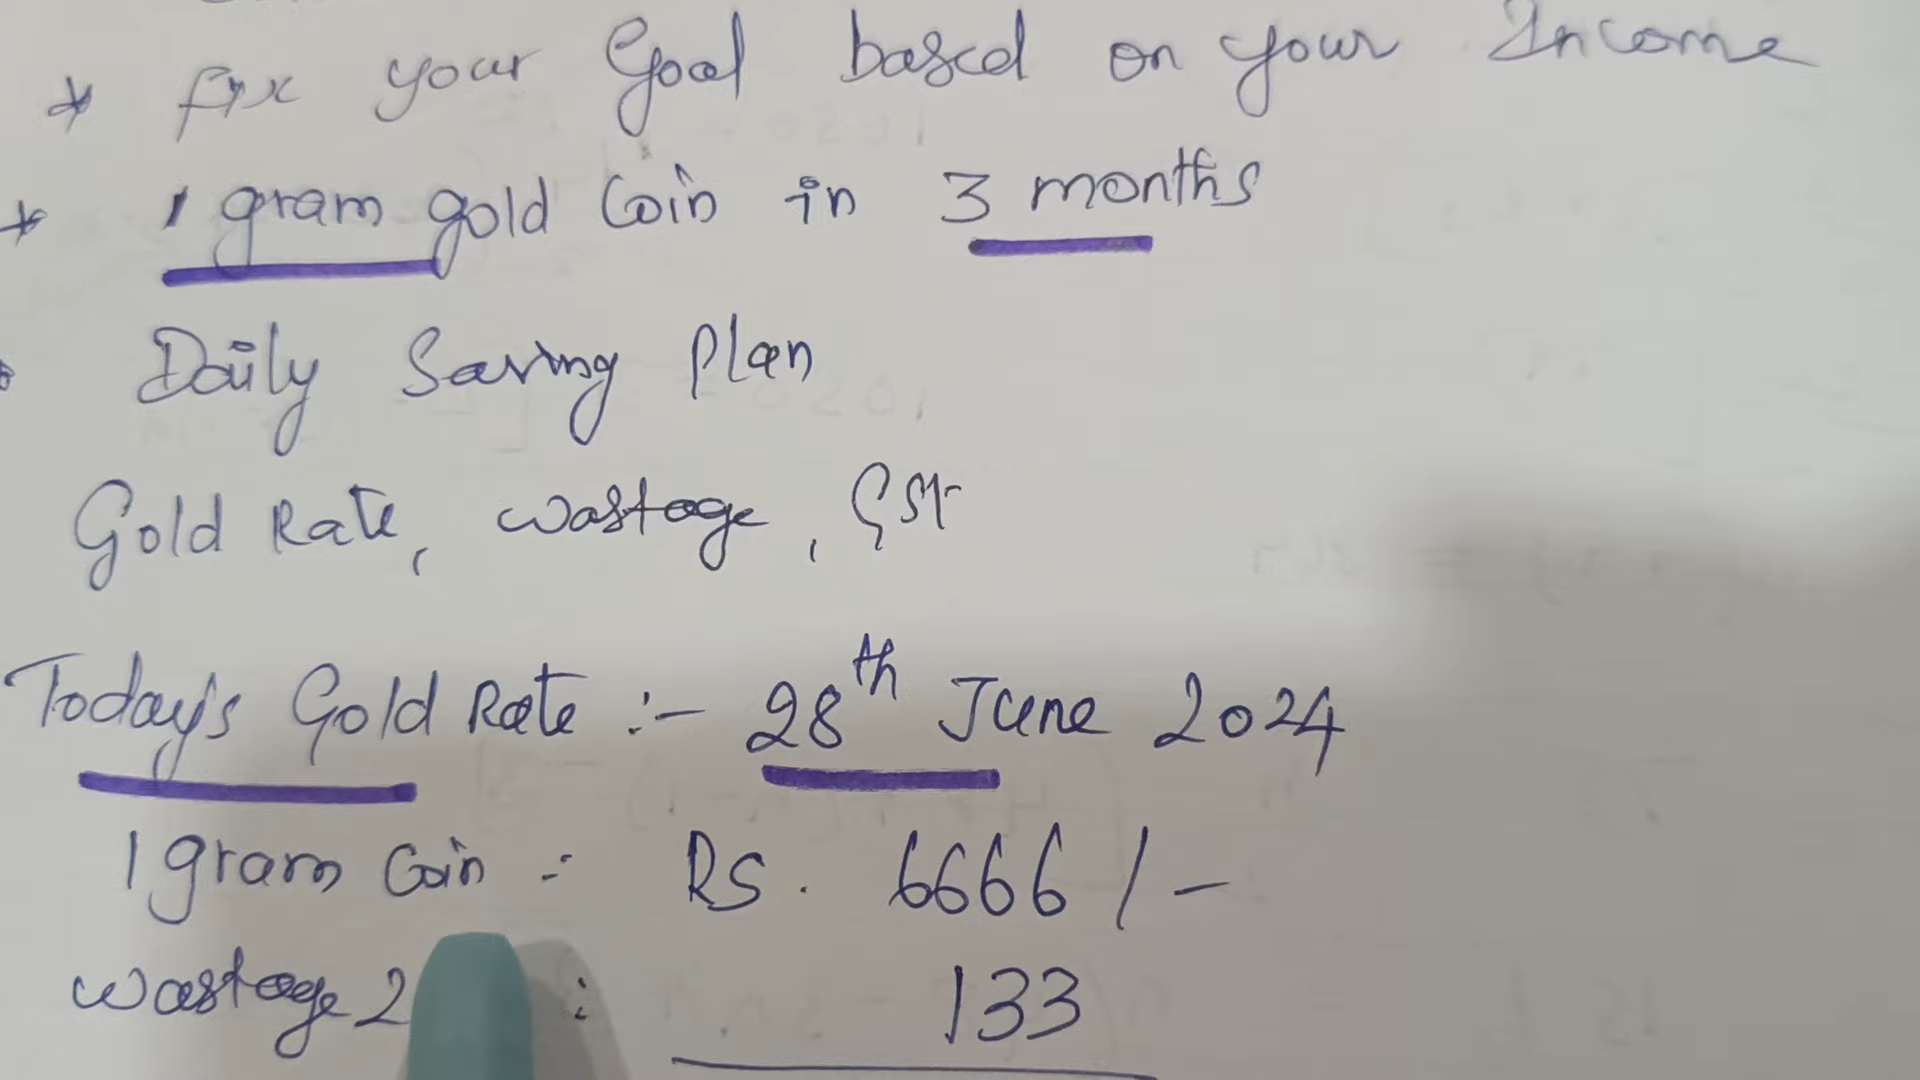 * fix your Goal based on your Income
* 1 gram gold Coin in 3 months
Daily Saving Plan
Gold Rate, wastage, GST
Today's Gold Rate :- 28th June 2024
1 gram Coin : Rs. 6666/-
wastage 2 : 133